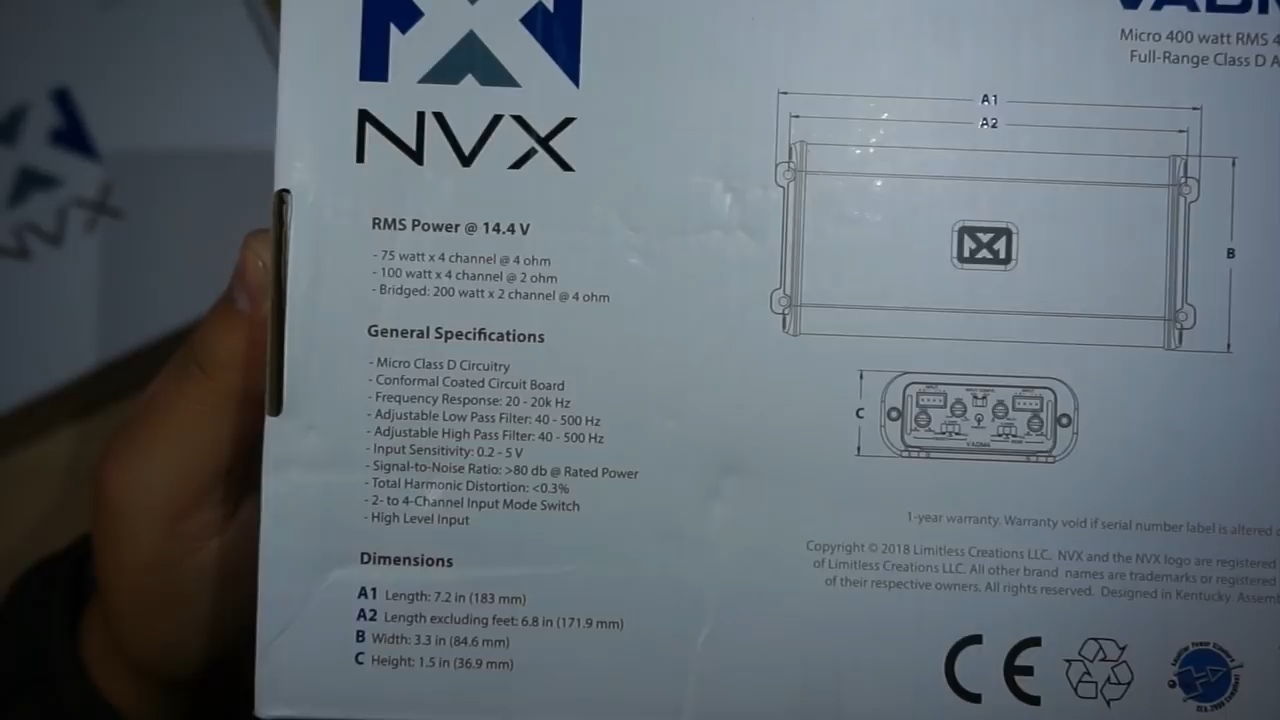 NVX
RMS Power @ 14.4 V
- 75 watt x 4 channel @ 4 ohm
- 100 watt x 4 channel @ 2 ohm
- Bridged: 200 watt x 2 channel @ 4 ohm
General Specifications
- Micro Class D Circuitry
- Conformal Coated Circuit Board
- Frequency Response: 20 - 20k Hz
- Adjustable Low Pass Filter: 40 - 500 Hz
- Adjustable High Pass Filter: 40 - 500 Hz
- Input Sensitivity: 0.2 - 5 V
- Signal-to-Noise Ratio: >80 db @ Rated Power
- Total Harmonic Distortion: <0.3%
- 2- to 4-Channel Input Mode Switch
- High Level Input
Dimensions
A1 Length: 7.2 in (183 mm)
A2 Length excluding feet: 6.8 in (171.9 mm)
B Width: 3.3 in (84.6 mm)
C Height: 1.5 in (36.9 mm)
Micro 400 watt RMS 4
Full-Range Class D A
A1
A2
B
C
VADM4
1-year warranty. Warranty void if serial number label is altered
Copyright © 2018 Limitless Creations LLC. NVX and the NVX logo are registered
of Limitless Creations LLC. All other brand names are trademarks or registered
of their respective owners. All rights reserved. Designed in Kentucky. Assem
CE